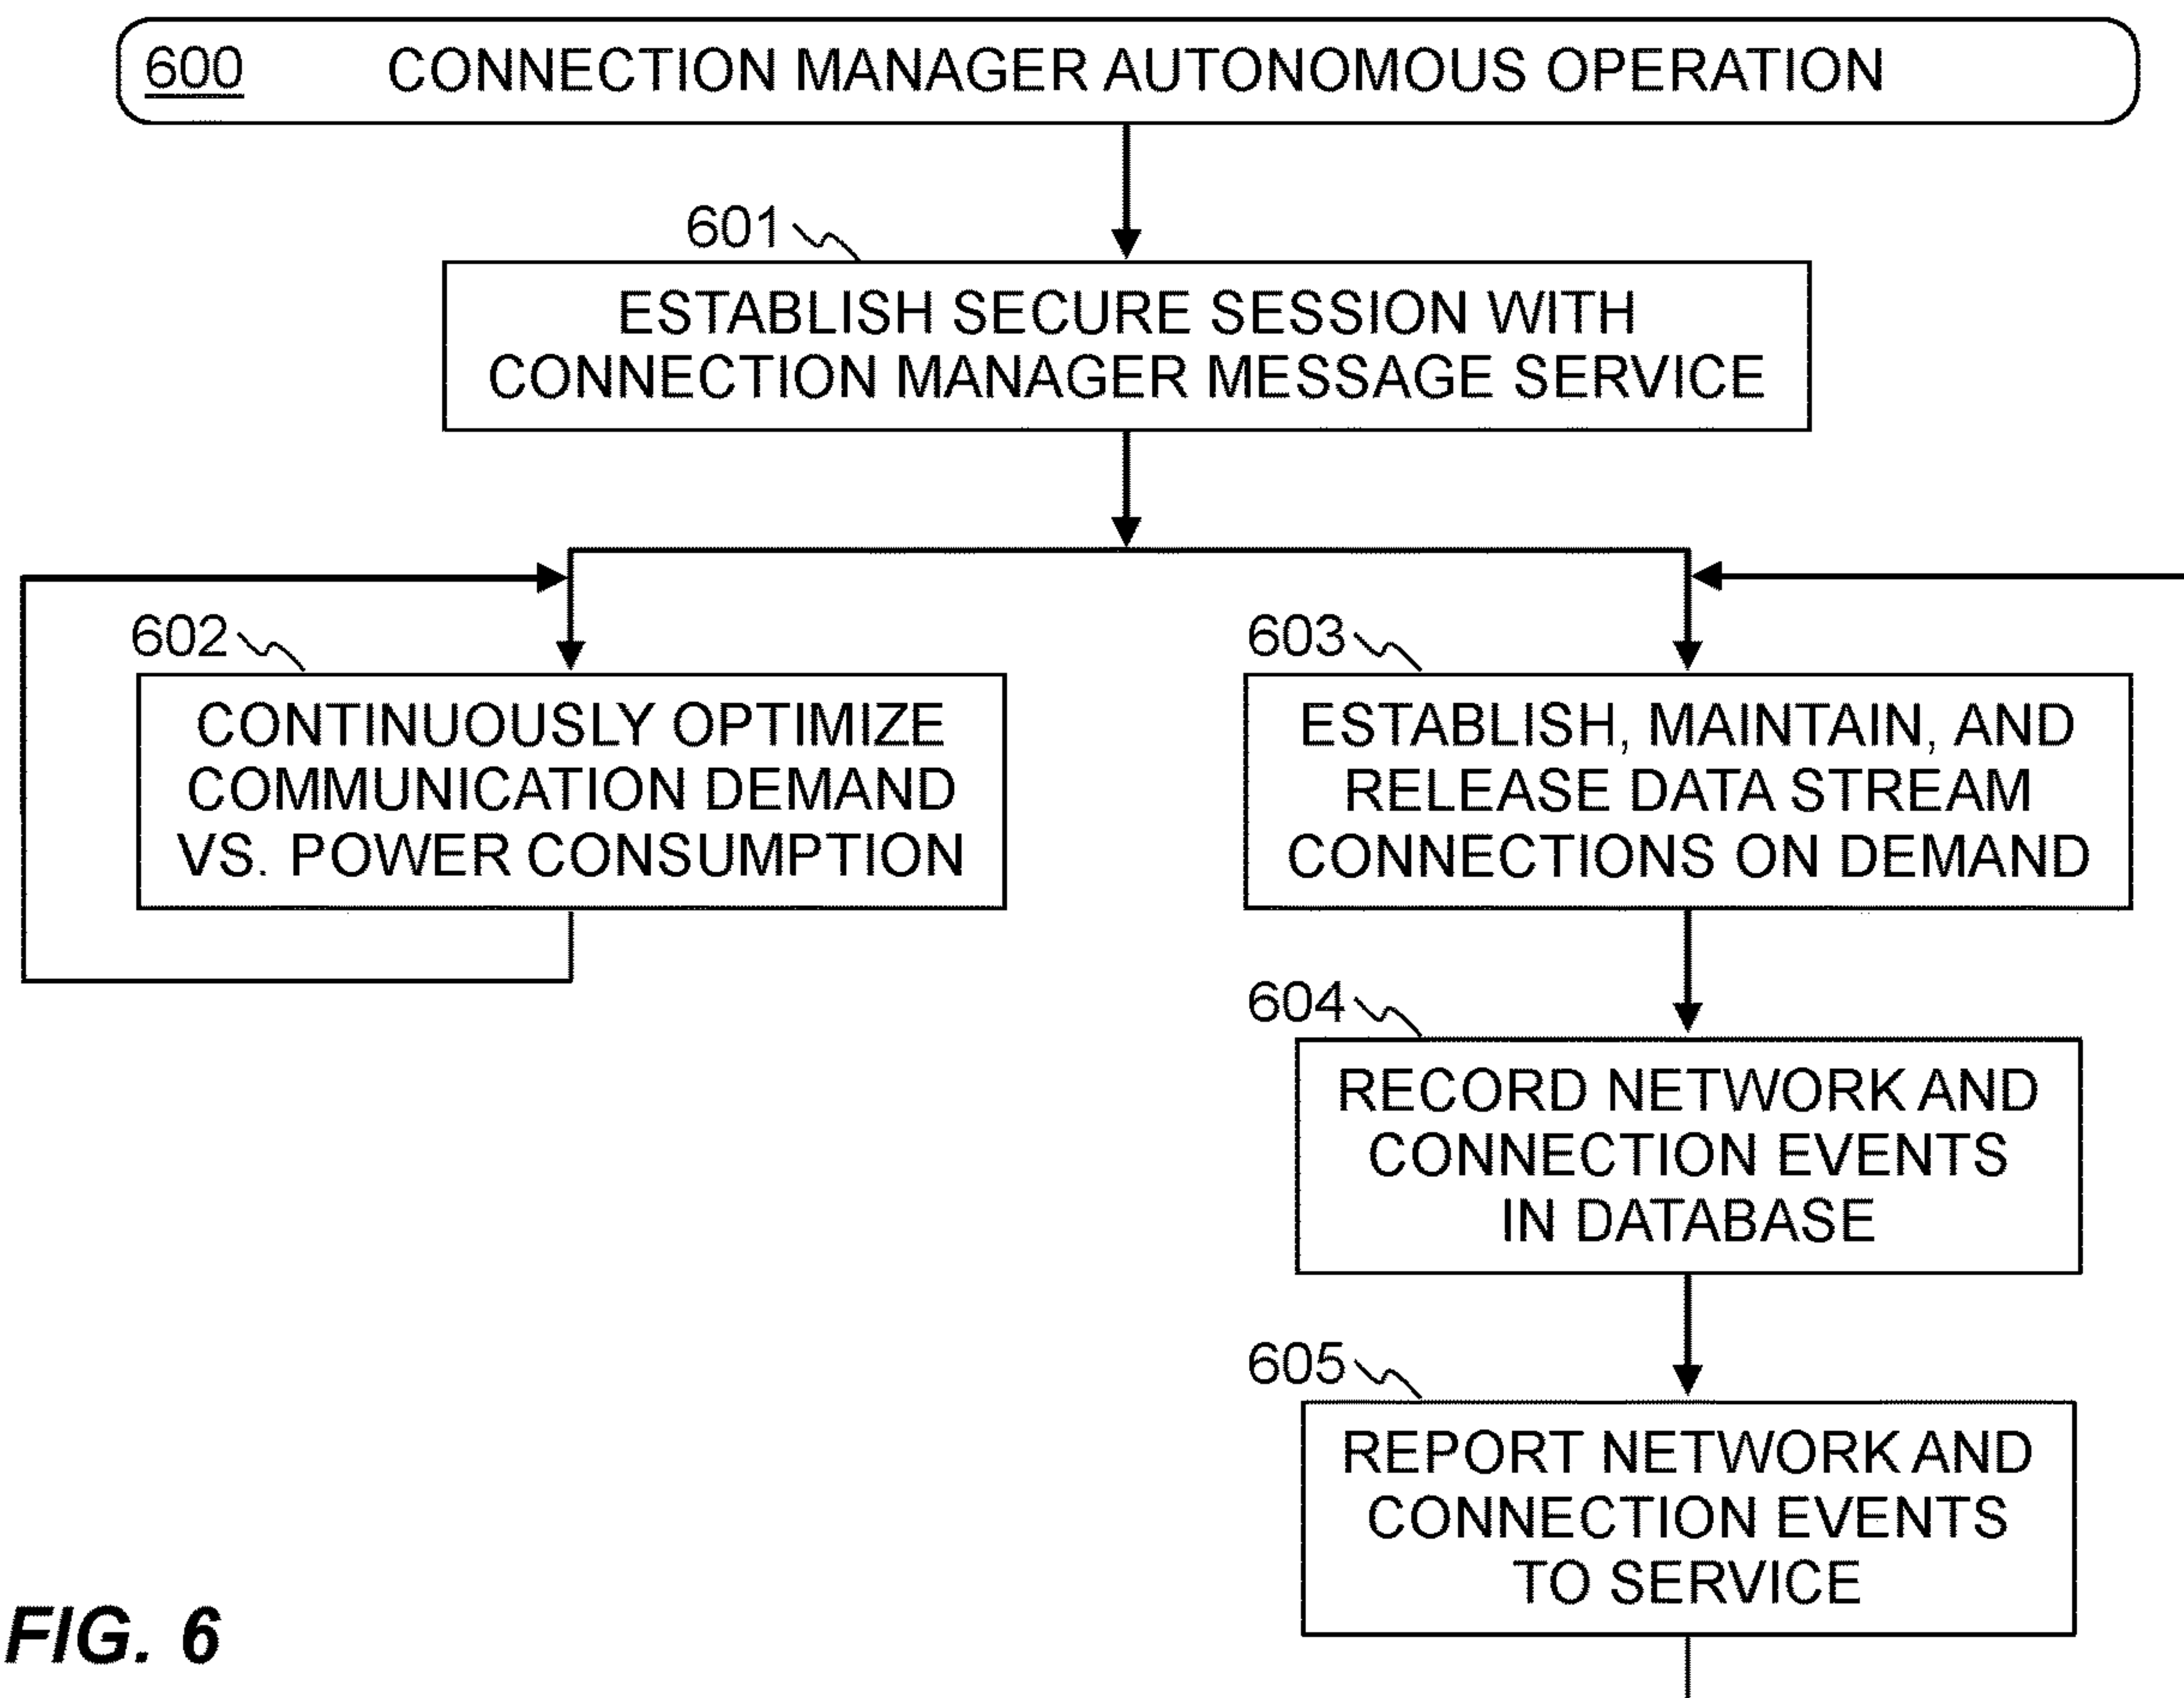 600 CONNECTION MANAGER AUTONOMOUS OPERATION
601
ESTABLISH SECURE SESSION WITH
CONNECTION MANAGER MESSAGE SERVICE
602
CONTINUOUSLY OPTIMIZE
COMMUNICATION DEMAND
VS. POWER CONSUMPTION
603
ESTABLISH, MAINTAIN, AND
RELEASE DATA STREAM
CONNECTIONS ON DEMAND
604
RECORD NETWORK AND
CONNECTION EVENTS
IN DATABASE
605
REPORT NETWORK AND
CONNECTION EVENTS
TO SERVICE
FIG. 6